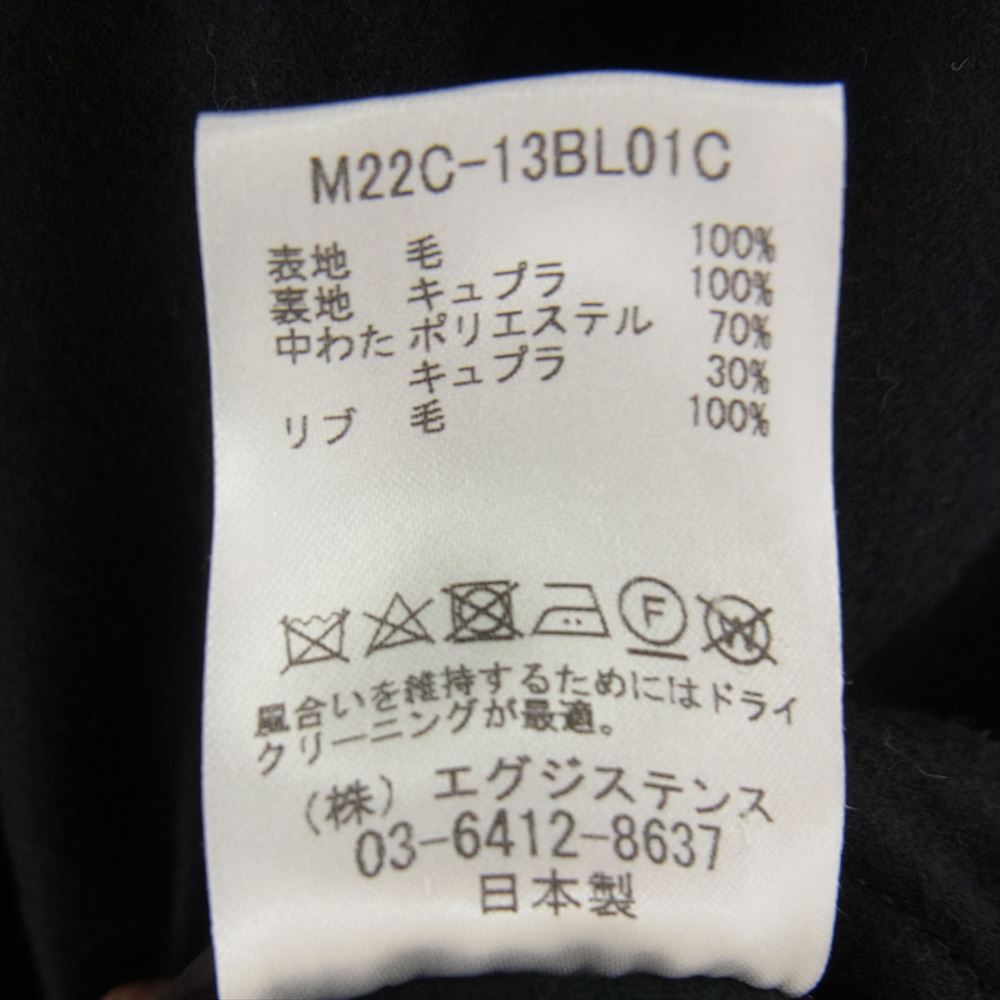 M22C-13BL01C
表地 毛 100%
裏地 キュプラ 100%
中わた ポリエステル 70%
キュプラ 30%
リブ 毛 100%
F W
風合いを維持するためにはドライ
クリーニングが最適。
(株) エグジステンス
03-6412-8637
日本製